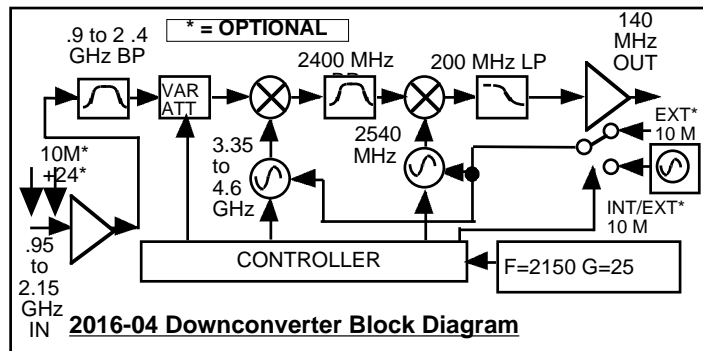 .9 to 2 .4
GHz BP
* = OPTIONAL
2400 MHz
200 MHz LP
140
MHz
OUT
VAR
ATT
3.35
to
4.6
GHz
2540
MHz
EXT*
10 M
10M*
+24*
INT/EXT*
10 M
.95
to
2.15
GHz
IN
CONTROLLER
F=2150 G=25
2016-04 Downconverter Block Diagram